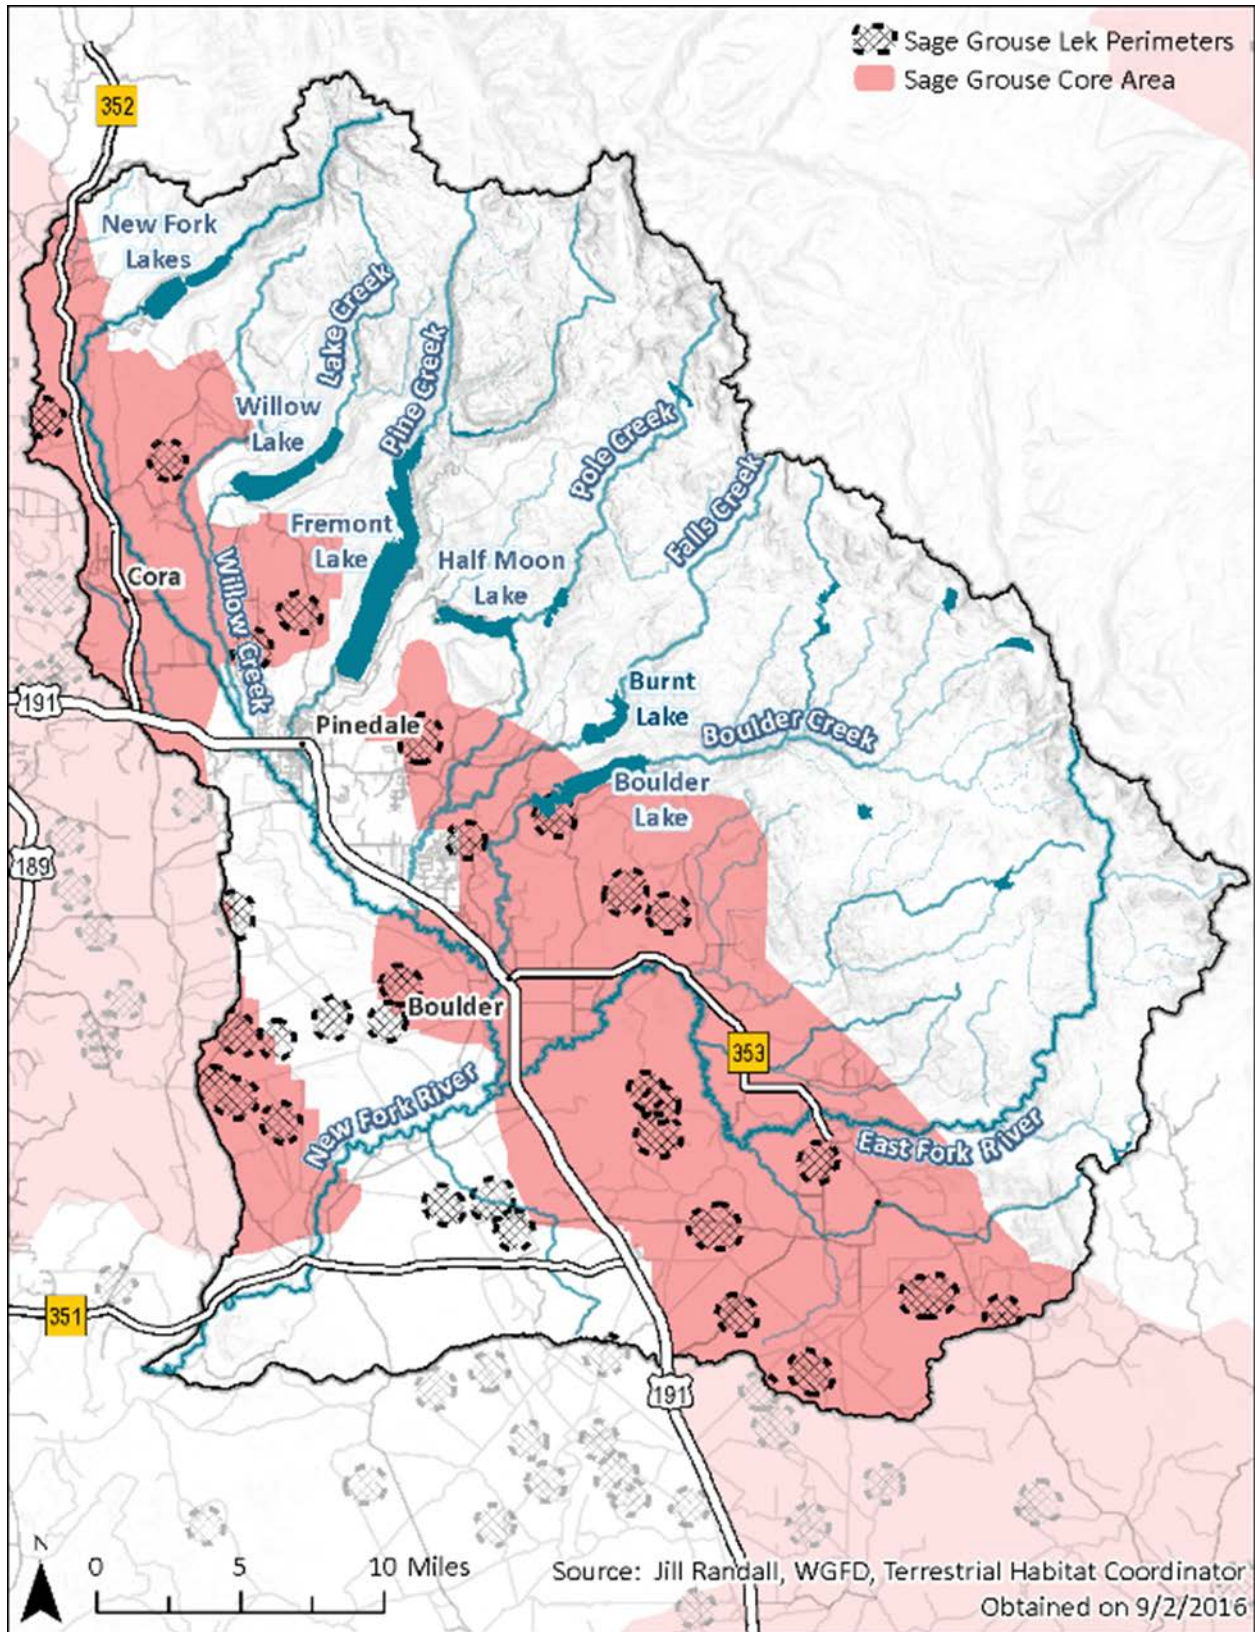 Sage Grouse Lek Perimeters
Sage Grouse Core Area
352
New Fork
Lakes
Lake Creek
Pine Creek
Willow
Lake
Pole Creek
Falls Creek
Fremont
Lake
Half Moon
Lake
Cora
Willow Creek
191
Pinedale
Burnt
Lake
Boulder Creek
Boulder
Lake
189
Boulder
353
New Fork River
East Fork River
351
191
N
0 5 10 Miles
Source: Jill Randall, WGFD, Terrestrial Habitat Coordinator
Obtained on 9/2/2016